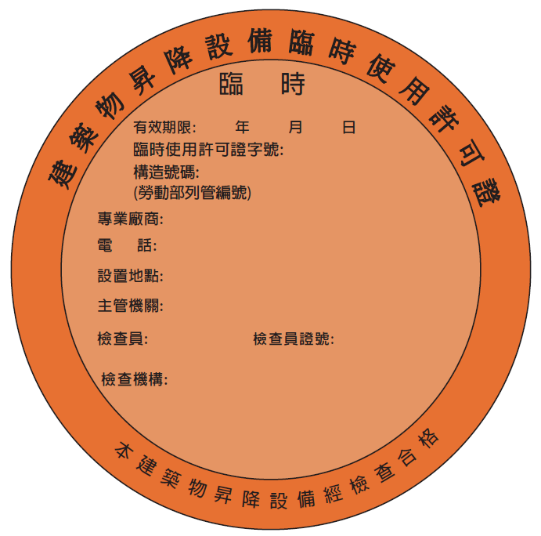 建築物昇降設備臨時使用許可證
臨 時
有效期限: 年 月 日
臨時使用許可證字號:
構造號碼:
(勞動部列管編號)
專業廠商:
電 話:
設置地點:
主管機關:
檢查員: 檢查員證號:
檢查機構:
本建築物昇降設備經檢查合格